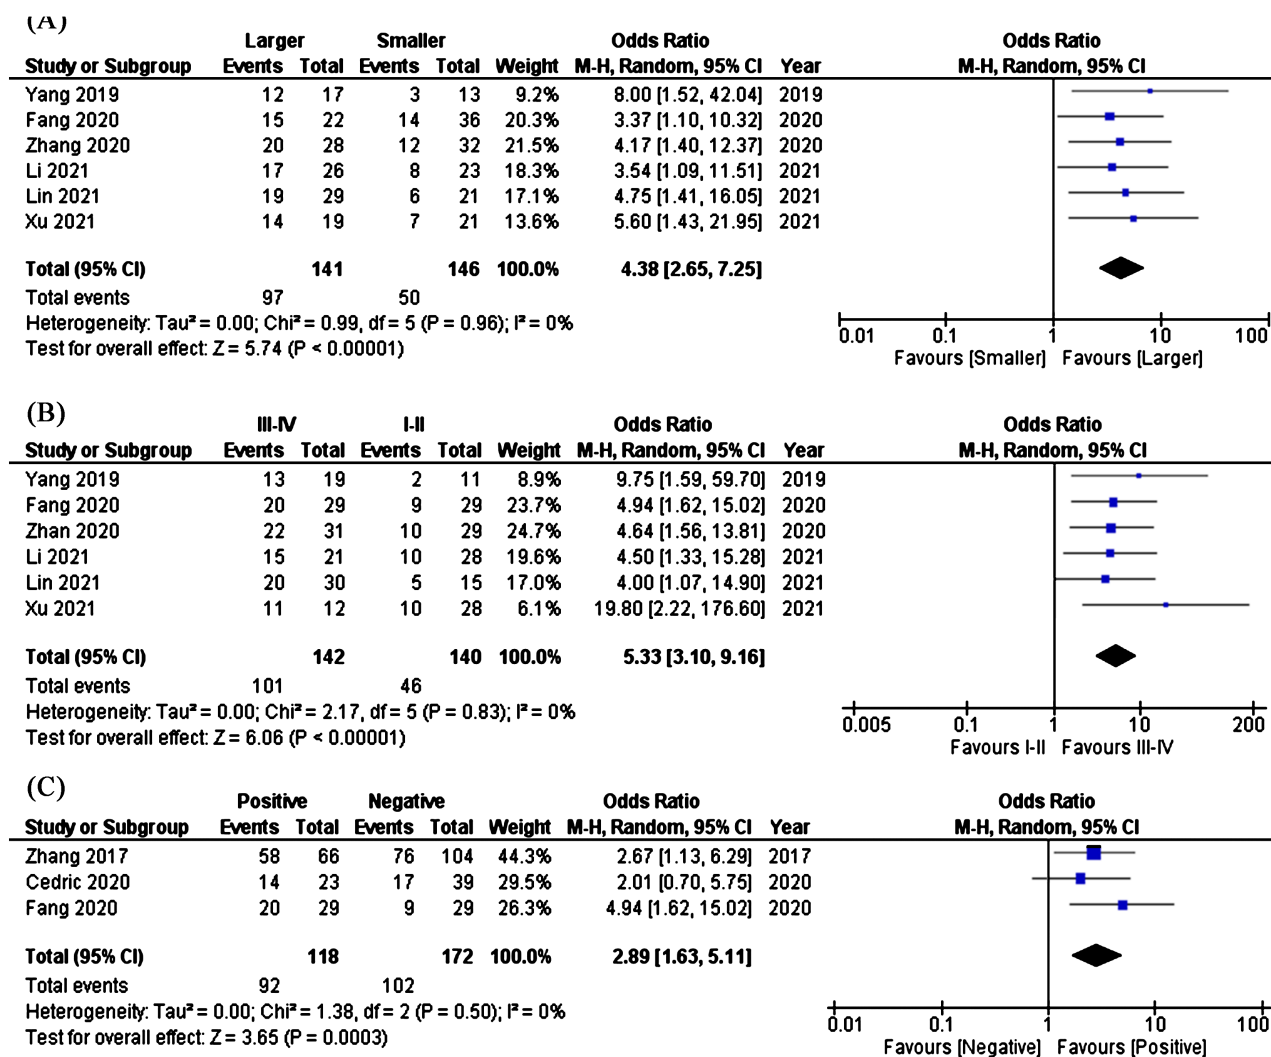 (A)
Larger Smaller Odds Ratio Odds Ratio
Study or Subgroup Events Total Events Total Weight M-H, Random, 95% CI Year M-H, Random, 95% CI
Yang 2019 12 17 3 13 9.2% 8.00 [1.52, 42.04] 2019
Fang 2020 15 22 14 36 20.3% 3.37 [1.10, 10.32] 2020
Zhang 2020 20 28 12 32 21.5% 4.17 [1.40, 12.37] 2020
Li 2021 17 26 8 23 18.3% 3.54 [1.09, 11.51] 2021
Lin 2021 19 29 6 21 17.1% 4.75 [1.41, 16.05] 2021
Xu 2021 14 19 7 21 13.6% 5.60 [1.43, 21.95] 2021
Total (95% CI) 141 146 100.0% 4.38 [2.65, 7.25]
Total events 97 50
Heterogeneity: Tau² = 0.00; Chi² = 0.99, df = 5 (P = 0.96); I² = 0%
Test for overall effect: Z = 5.74 (P < 0.00001)
0.01 0.1 1 10 100
Favours [Smaller] Favours [Larger]
(B)
III-IV I-II Odds Ratio Odds Ratio
Study or Subgroup Events Total Events Total Weight M-H, Random, 95% CI Year M-H, Random, 95% CI
Yang 2019 13 19 2 11 8.9% 9.75 [1.59, 59.70] 2019
Fang 2020 20 29 9 29 23.7% 4.94 [1.62, 15.02] 2020
Zhan 2020 22 31 10 29 24.7% 4.64 [1.56, 13.81] 2020
Li 2021 15 21 10 28 19.6% 4.50 [1.33, 15.28] 2021
Lin 2021 20 30 5 15 17.0% 4.00 [1.07, 14.90] 2021
Xu 2021 11 12 10 28 6.1% 19.80 [2.22, 176.60] 2021
Total (95% CI) 142 140 100.0% 5.33 [3.10, 9.16]
Total events 101 46
Heterogeneity: Tau² = 0.00; Chi² = 2.17, df = 5 (P = 0.83); I² = 0%
Test for overall effect: Z = 6.06 (P < 0.00001)
0.005 0.1 1 10 200
Favours I-II Favours III-IV
(C)
Positive Negative Odds Ratio Odds Ratio
Study or Subgroup Events Total Events Total Weight M-H, Random, 95% CI Year M-H, Random, 95% CI
Zhang 2017 58 66 76 104 44.3% 2.67 [1.13, 6.29] 2017
Cedric 2020 14 23 17 39 29.5% 2.01 [0.70, 5.75] 2020
Fang 2020 20 29 9 29 26.3% 4.94 [1.62, 15.02] 2020
Total (95% CI) 118 172 100.0% 2.89 [1.63, 5.11]
Total events 92 102
Heterogeneity: Tau² = 0.00; Chi² = 1.38, df = 2 (P = 0.50); I² = 0%
Test for overall effect: Z = 3.65 (P = 0.0003)
0.01 0.1 1 10 100
Favours [Negative] Favours [Positive]